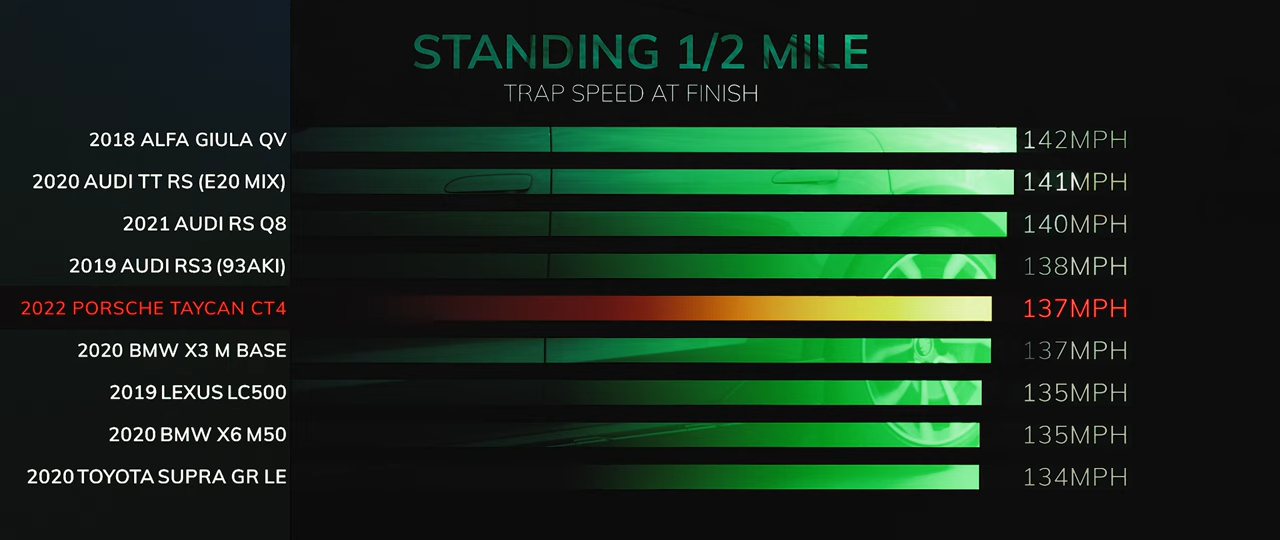 STANDING 1/2 MILE
TRAP SPEED AT FINISH
2018 ALFA GIULA QV 142MPH
2020 AUDI TT RS (E20 MIX) 141MPH
2021 AUDI RS Q8 140MPH
2019 AUDI RS3 (93AKI) 138MPH
2022 PORSCHE TAYCAN CT4 137MPH
2020 BMW X3 M BASE 137MPH
2019 LEXUS LC500 135MPH
2020 BMW X6 M50 135MPH
2020 TOYOTA SUPRA GR LE 134MPH